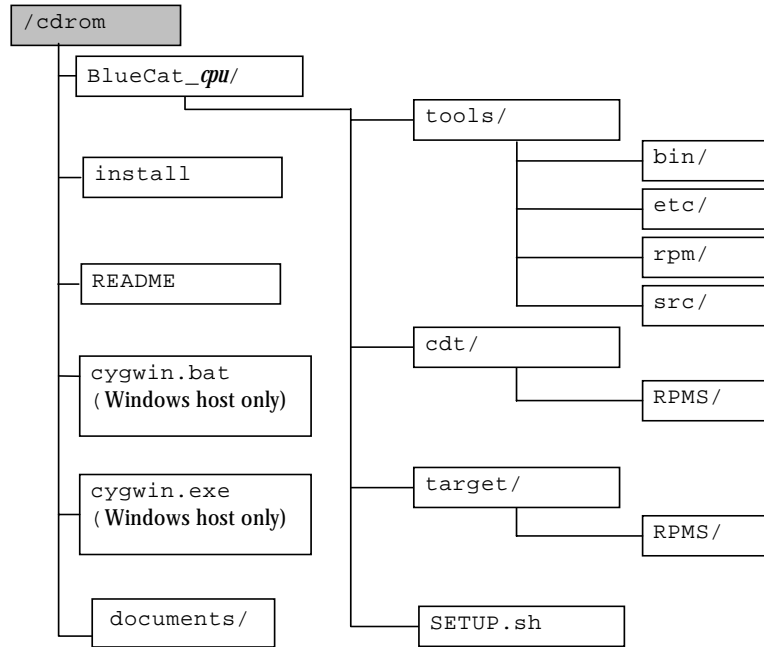 /cdrom
BlueCat_cpu/
install
README
cygwin.bat
(Windows host only)
cygwin.exe
(Windows host only)
documents/
tools/
bin/
etc/
rpm/
src/
cdt/
RPMS/
target/
RPMS/
SETUP.sh